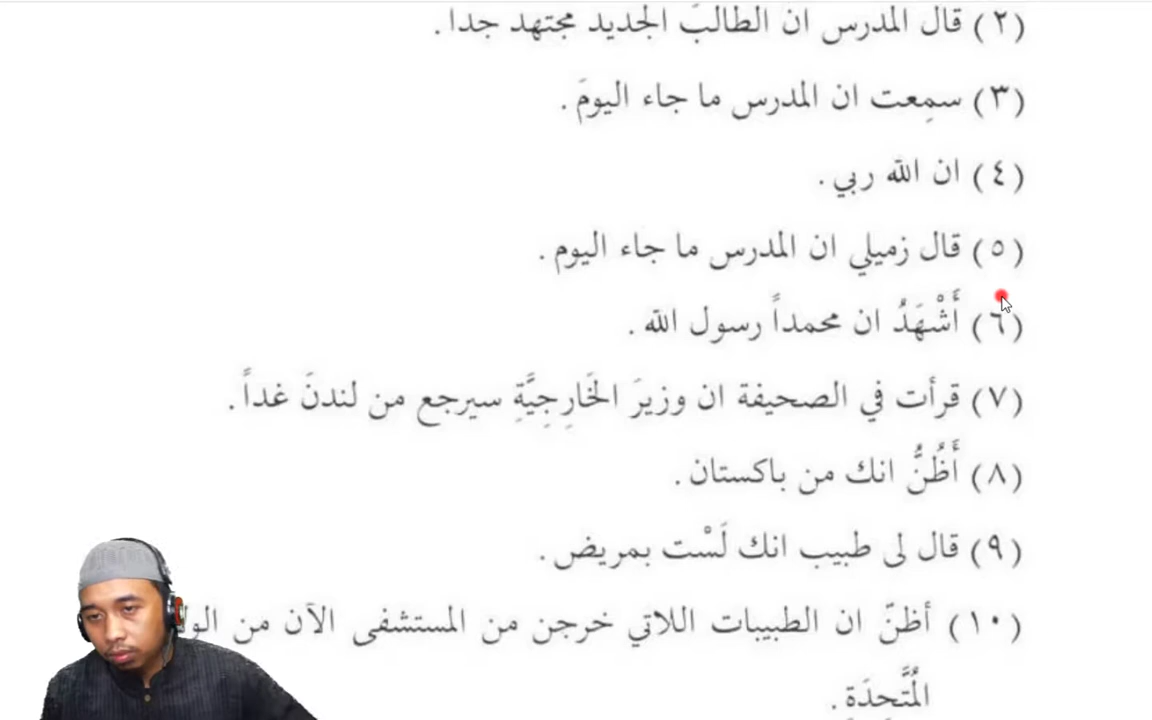 (٢) قال المدرس ان الطالبَ الجديد مجتهد جدا .
(٣) سمِعت ان المدرس ما جاء اليومَ .
(٤) ان الله ربي .
(٥) قال زميلي ان المدرس ما جاء اليوم .
(٦) أَشْهَدُ ان محمداً رسول الله .
(٧) قرأت في الصحيفة ان وزيرَ الخَارِجِيَّةِ سيرجع من لندنَ غداً .
(٨) أَظُنُّ انك من باكستان .
(٩) قال لى طبيب انك لَسْت بمريض .
(١٠) أظنّ ان الطبيبات اللاتي خرجن من المستشفى الآن من
المُتَّحِدَةِ .